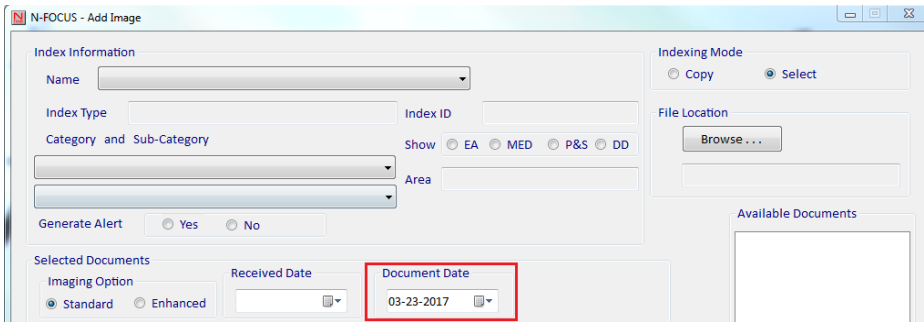 N-FOCUS - Add Image
Index Information
Name
Index Type
Index ID
Category and Sub-Category
Show EA MED P&S DD
Area
Generate Alert Yes No
Indexing Mode
Copy Select
File Location
Browse . . .
Available Documents
Selected Documents
Imaging Option
Standard Enhanced
Received Date
Document Date
03-23-2017